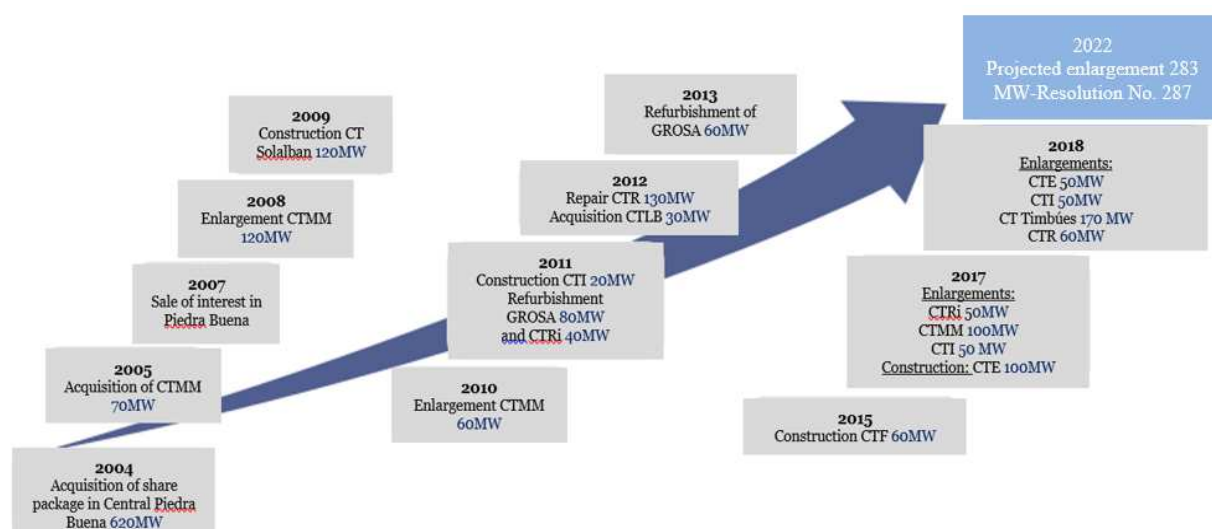 2004
Acquisition of share
package in Central Piedra
Buena 620MW
2005
Acquisition of CTMM
70MW
2007
Sale of interest in
Piedra Buena
2008
Enlargement CTMM
120MW
2009
Construction CT
Solalban 120MW
2010
Enlargement CTMM
60MW
2011
Construction CTI 20MW
Refurbishment
GROSA 80MW
and CTRi 40MW
2012
Repair CTR 130MW
Acquisition CTLB 30MW
2013
Refurbishment of
GROSA 60MW
2015
Construction CTF 60MW
2017
Enlargements:
CTRi 50MW
CTMM 100MW
CTI 50 MW
Construction: CTE 100MW
2018
Enlargements:
CTE 50MW
CTI 50MW
CT Timbúes 170 MW
CTR 60MW
2022
Projected enlargement 283
MW-Resolution No. 287